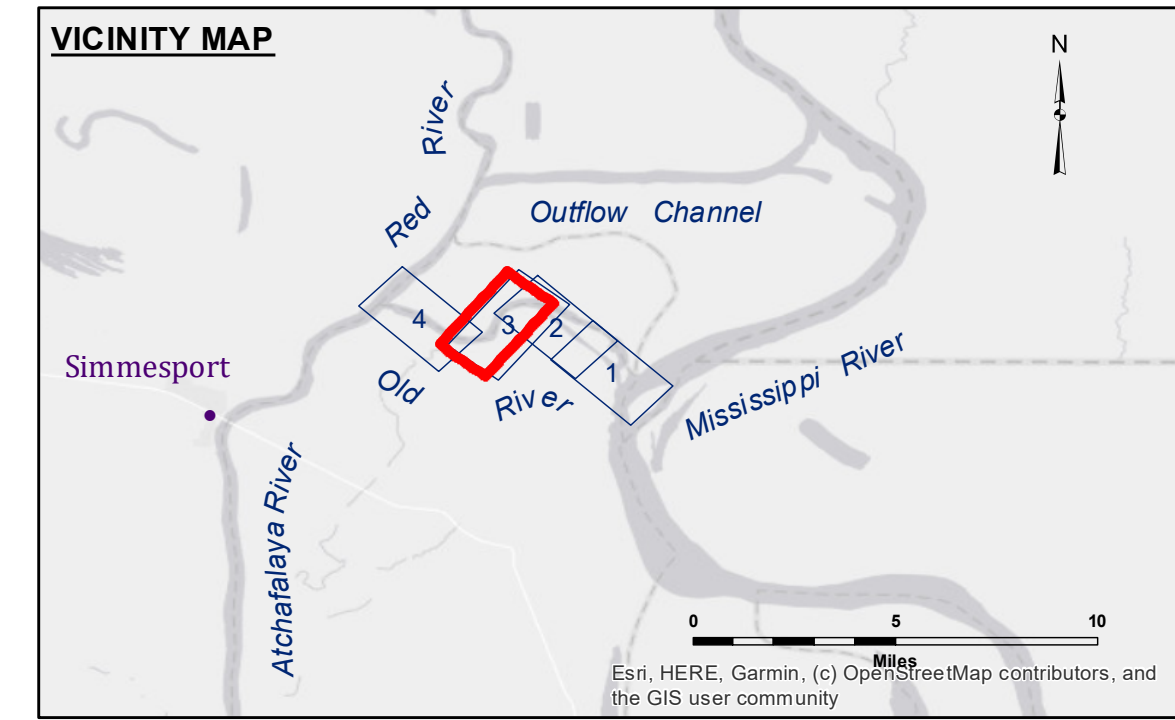 VICINITY MAP
N
Red River
Outflow Channel
4
3
2
1
Simmesport
Old River
Mississippi River
Atchafalaya River
0 5 10
Miles
Esri, HERE, Garmin, (c) OpenStreetMap contributors, and
the GIS user community